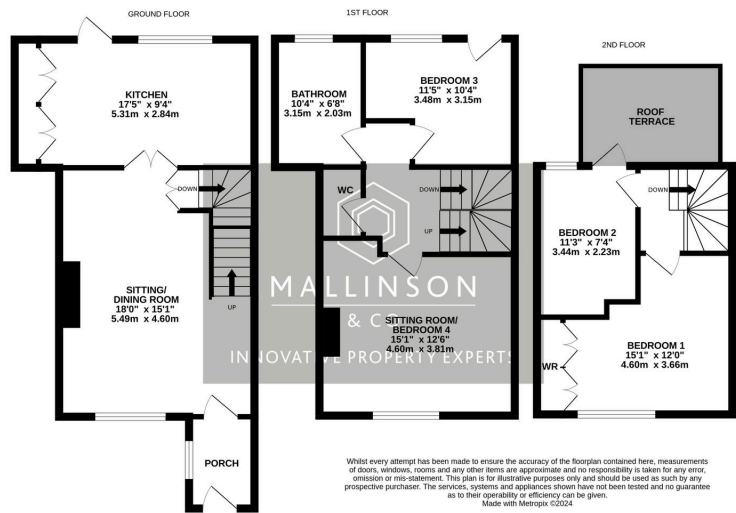 GROUND FLOOR
KITCHEN
17'5" x 9'4"
5.31m x 2.84m
DOWN
SITTING/
DINING ROOM
18'0" x 15'1"
5.49m x 4.60m
UP
PORCH
1ST FLOOR
BATHROOM
10'4" x 6'8"
3.15m x 2.03m
BEDROOM 3
11'5" x 10'4"
3.48m x 3.15m
WC
DOWN
UP
SITTING ROOM/
BEDROOM 4
15'1" x 12'6"
4.60m x 3.81m
2ND FLOOR
ROOF
TERRACE
DOWN
BEDROOM 2
11'3" x 7'4"
3.44m x 2.23m
BEDROOM 1
15'1" x 12'0"
4.60m x 3.66m
WR
MALLINSON
& CO
INNOVATIVE PROPERTY EXPERTS
Whilst every attempt has been made to ensure the accuracy of the floorplan contained here, measurements
of doors, windows, rooms and any other items are approximate and no responsibility is taken for any error,
omission or mis-statement. This plan is for illustrative purposes only and should be used as such by any
prospective purchaser. The services, systems and appliances shown have not been tested and no guarantee
as to their operability or efficiency can be given.
Made with Metropix ©2024